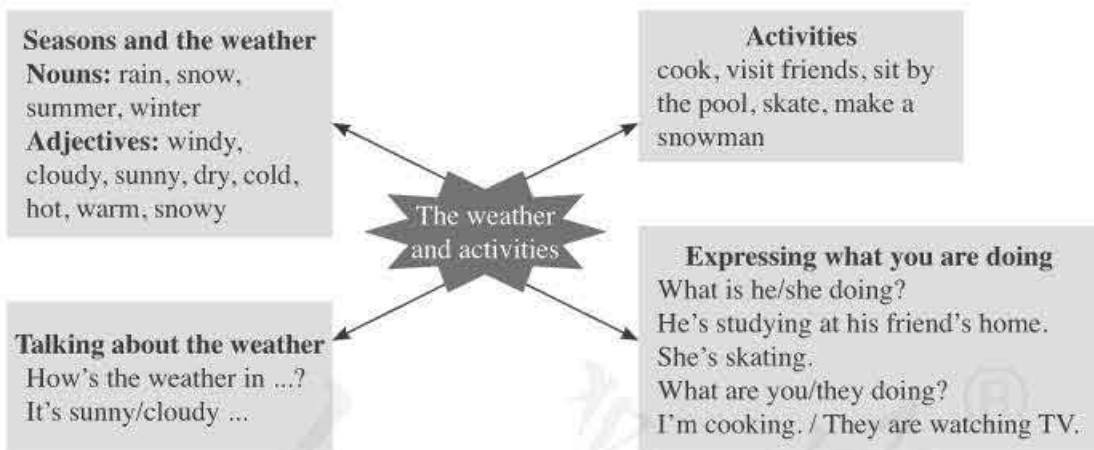 Seasons and the weather
Nouns: rain, snow,
summer, winter
Adjectives: windy,
cloudy, sunny, dry, cold,
hot, warm, snowy
Activities
cook, visit friends, sit by
the pool, skate, make a
snowman
The weather
and activities
Talking about the weather
How's the weather in ...?
It's sunny/cloudy ...
Expressing what you are doing
What is he/she doing?
He's studying at his friend's home.
She's skating.
What are you/they doing?
I'm cooking. / They are watching TV.